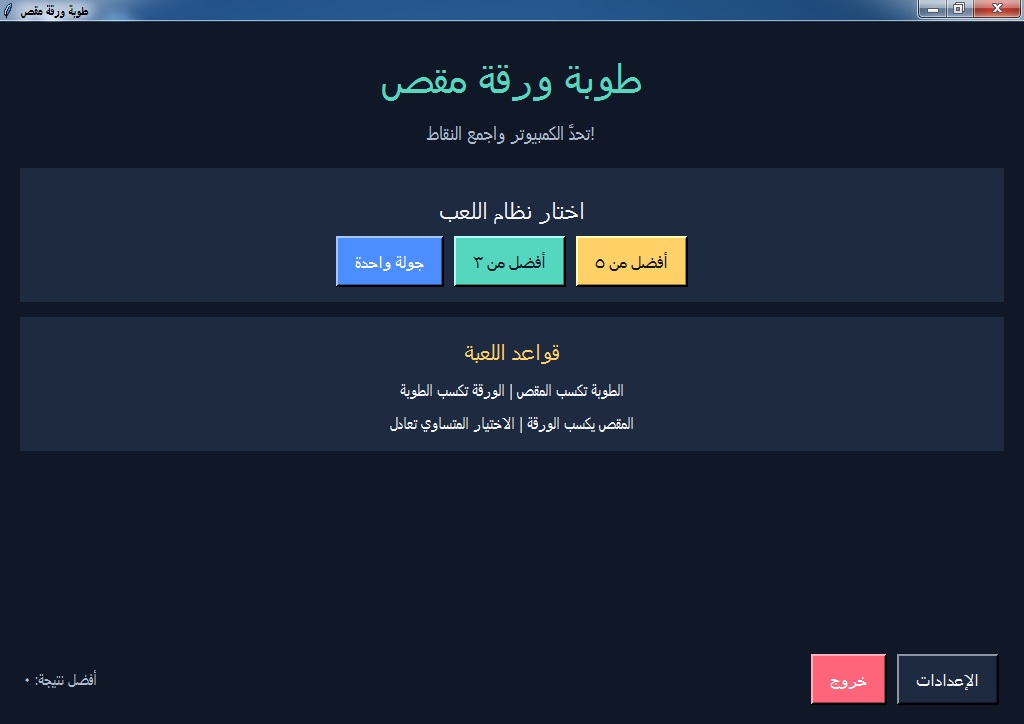 طوبة ورقة مقص
طوبة ورقة مقص
تحدَّ الكمبيوتر واجمع النقاط!
اختار نظام اللعب
أفضل من ٥
أفضل من ٣
جولة واحدة
قواعد اللعبة
الطوبة تكسب المقص | الورقة تكسب الطوبة
المقص يكسب الورقة | الاختيار المتساوي تعادل
الإعدادات
خروج
أفضل نتيجة: ٠